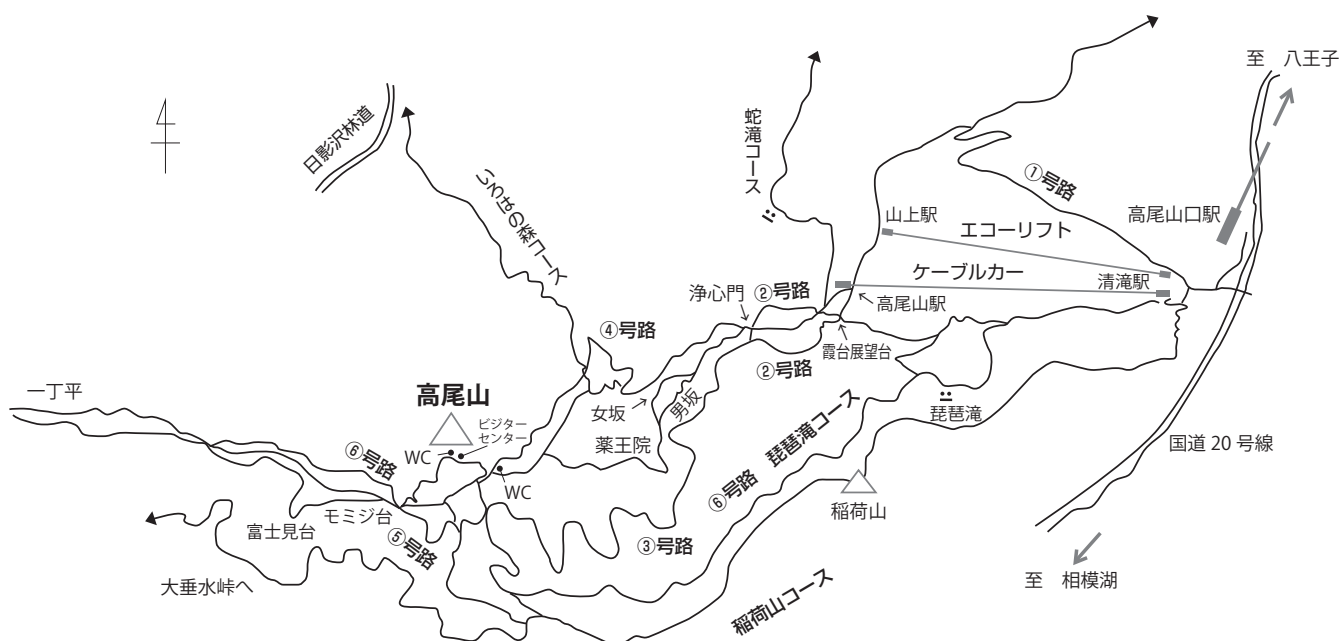 至 八王子
日影沢林道
蛇滝コース
いろはの森コース
①号路
高尾山口駅
山上駅
エコーリフト
ケーブルカー
清滝駅
浄心門
②号路
高尾山駅
④号路
霞台展望台
②号路
一丁平
高尾山
ビジター
センター
女坂
男坂
薬王院
琵琶滝
国道 20 号線
⑥号路
WC
WC
⑥号路 琵琶滝コース
稲荷山
モミジ台
富士見台
⑤号路
③号路
大垂水峠へ
稲荷山コース
至 相模湖